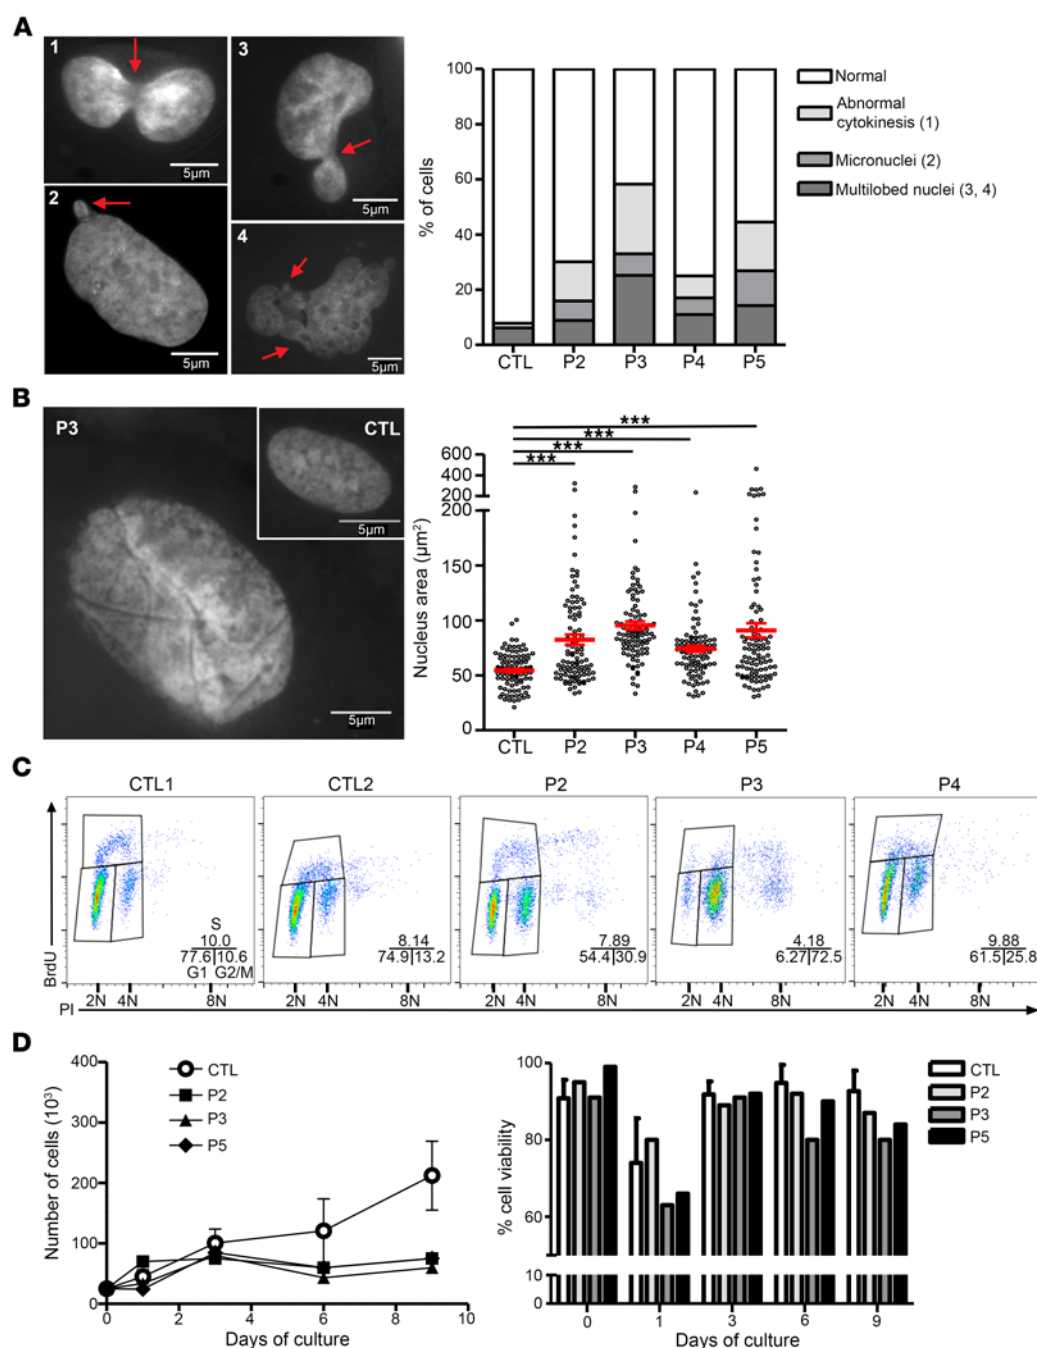 A
1
5µm
2
5µm
3
5µm
4
5µm
% of cells
100
80
60
40
20
0
CTL P2 P3 P4 P5
Normal
Abnormal
cytokinesis (1)
Micronuclei (2)
Multilobed nuclei (3, 4)
B
P3
CTL
5µm
5µm
Nucleus area (µm²)
600
400
200
200
150
100
50
0
***
***
***
***
CTL P2 P3 P4 P5
C
CTL1 CTL2 P2 P3 P4
BrdU
S
10.0
77.6 10.6
G1 G2/M
8.14
74.9 13.2
7.89
54.4 30.9
4.18
6.27 72.5
9.88
61.5 25.8
2N 4N 8N 2N 4N 8N 2N 4N 8N 2N 4N 8N 2N 4N 8N
PI
D
Number of cells (10³)
400
300
200
100
0
0 2 4 6 8 10
Days of culture
CTL
P2
P3
P5
% cell viability
100
80
60
10
0
0 1 3 6 9
Days of culture
CTL
P2
P3
P5